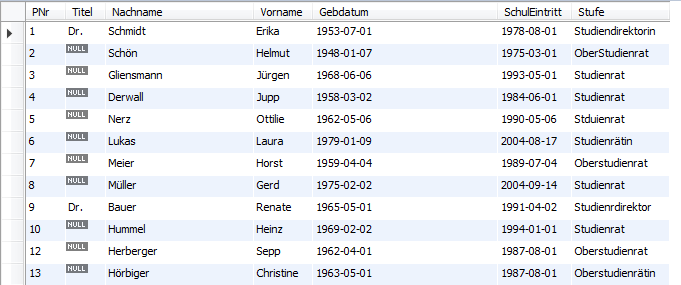 PNr Titel Nachname Vorname Gebdatum SchulEintritt Stufe
1 Dr. Schmidt Erika 1953-07-01 1978-08-01 Studiendirektorin
2 NULL Schön Helmut 1948-01-07 1975-03-01 OberStudienrat
3 NULL Gliensmann Jürgen 1968-06-06 1993-05-01 Studienrat
4 NULL Derwall Jupp 1958-03-02 1984-06-01 Studienrat
5 NULL Nerz Ottilie 1962-05-06 1990-05-06 Stduienrat
6 NULL Lukas Laura 1979-01-09 2004-08-17 Studienrätin
7 NULL Meier Horst 1959-04-04 1989-07-04 Oberstudienrat
8 NULL Müller Gerd 1975-02-02 2004-09-14 Studienrat
9 Dr. Bauer Renate 1965-05-01 1991-04-02 Studienrdirektor
10 NULL Hummel Heinz 1969-02-02 1994-01-01 Studienrat
12 NULL Herberger Sepp 1962-04-01 1987-08-01 Oberstudienrat
13 NULL Hörbiger Christine 1963-05-01 1987-08-01 Oberstudienrätin